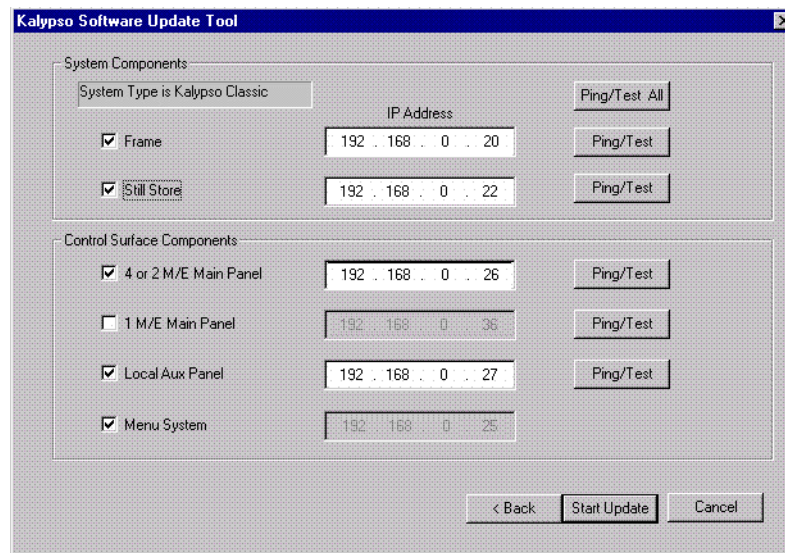 Kalypso Software Update Tool
System Components
System Type is Kalypso Classic
Ping/Test All
IP Address
Frame 192 . 168 . 0 . 20 Ping/Test
Still Store 192 . 168 . 0 . 22 Ping/Test
Control Surface Components
4 or 2 M/E Main Panel 192 . 168 . 0 . 26 Ping/Test
1 M/E Main Panel 192 . 168 . 0 . 36 Ping/Test
Local Aux Panel 192 . 168 . 0 . 27 Ping/Test
Menu System 192 . 168 . 0 . 25
< Back Start Update Cancel